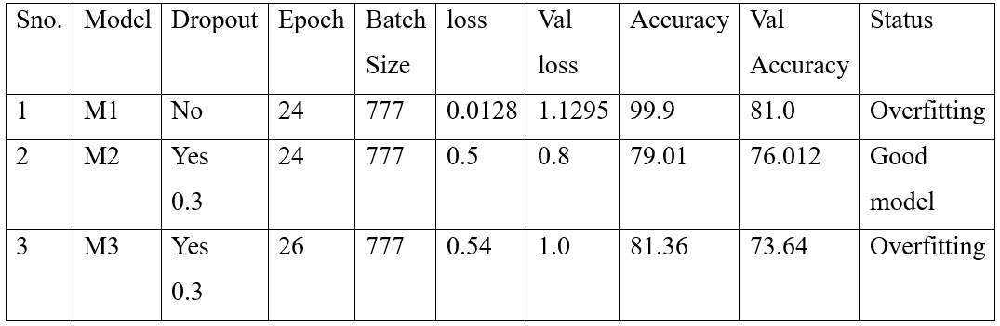 Sno. Model Dropout Epoch Batch Size loss Val loss Accuracy Val Accuracy Status
1 M1 No 24 777 0.0128 1.1295 99.9 81.0 Overfitting
2 M2 Yes 0.3 24 777 0.5 0.8 79.01 76.012 Good model
3 M3 Yes 0.3 26 777 0.54 1.0 81.36 73.64 Overfitting